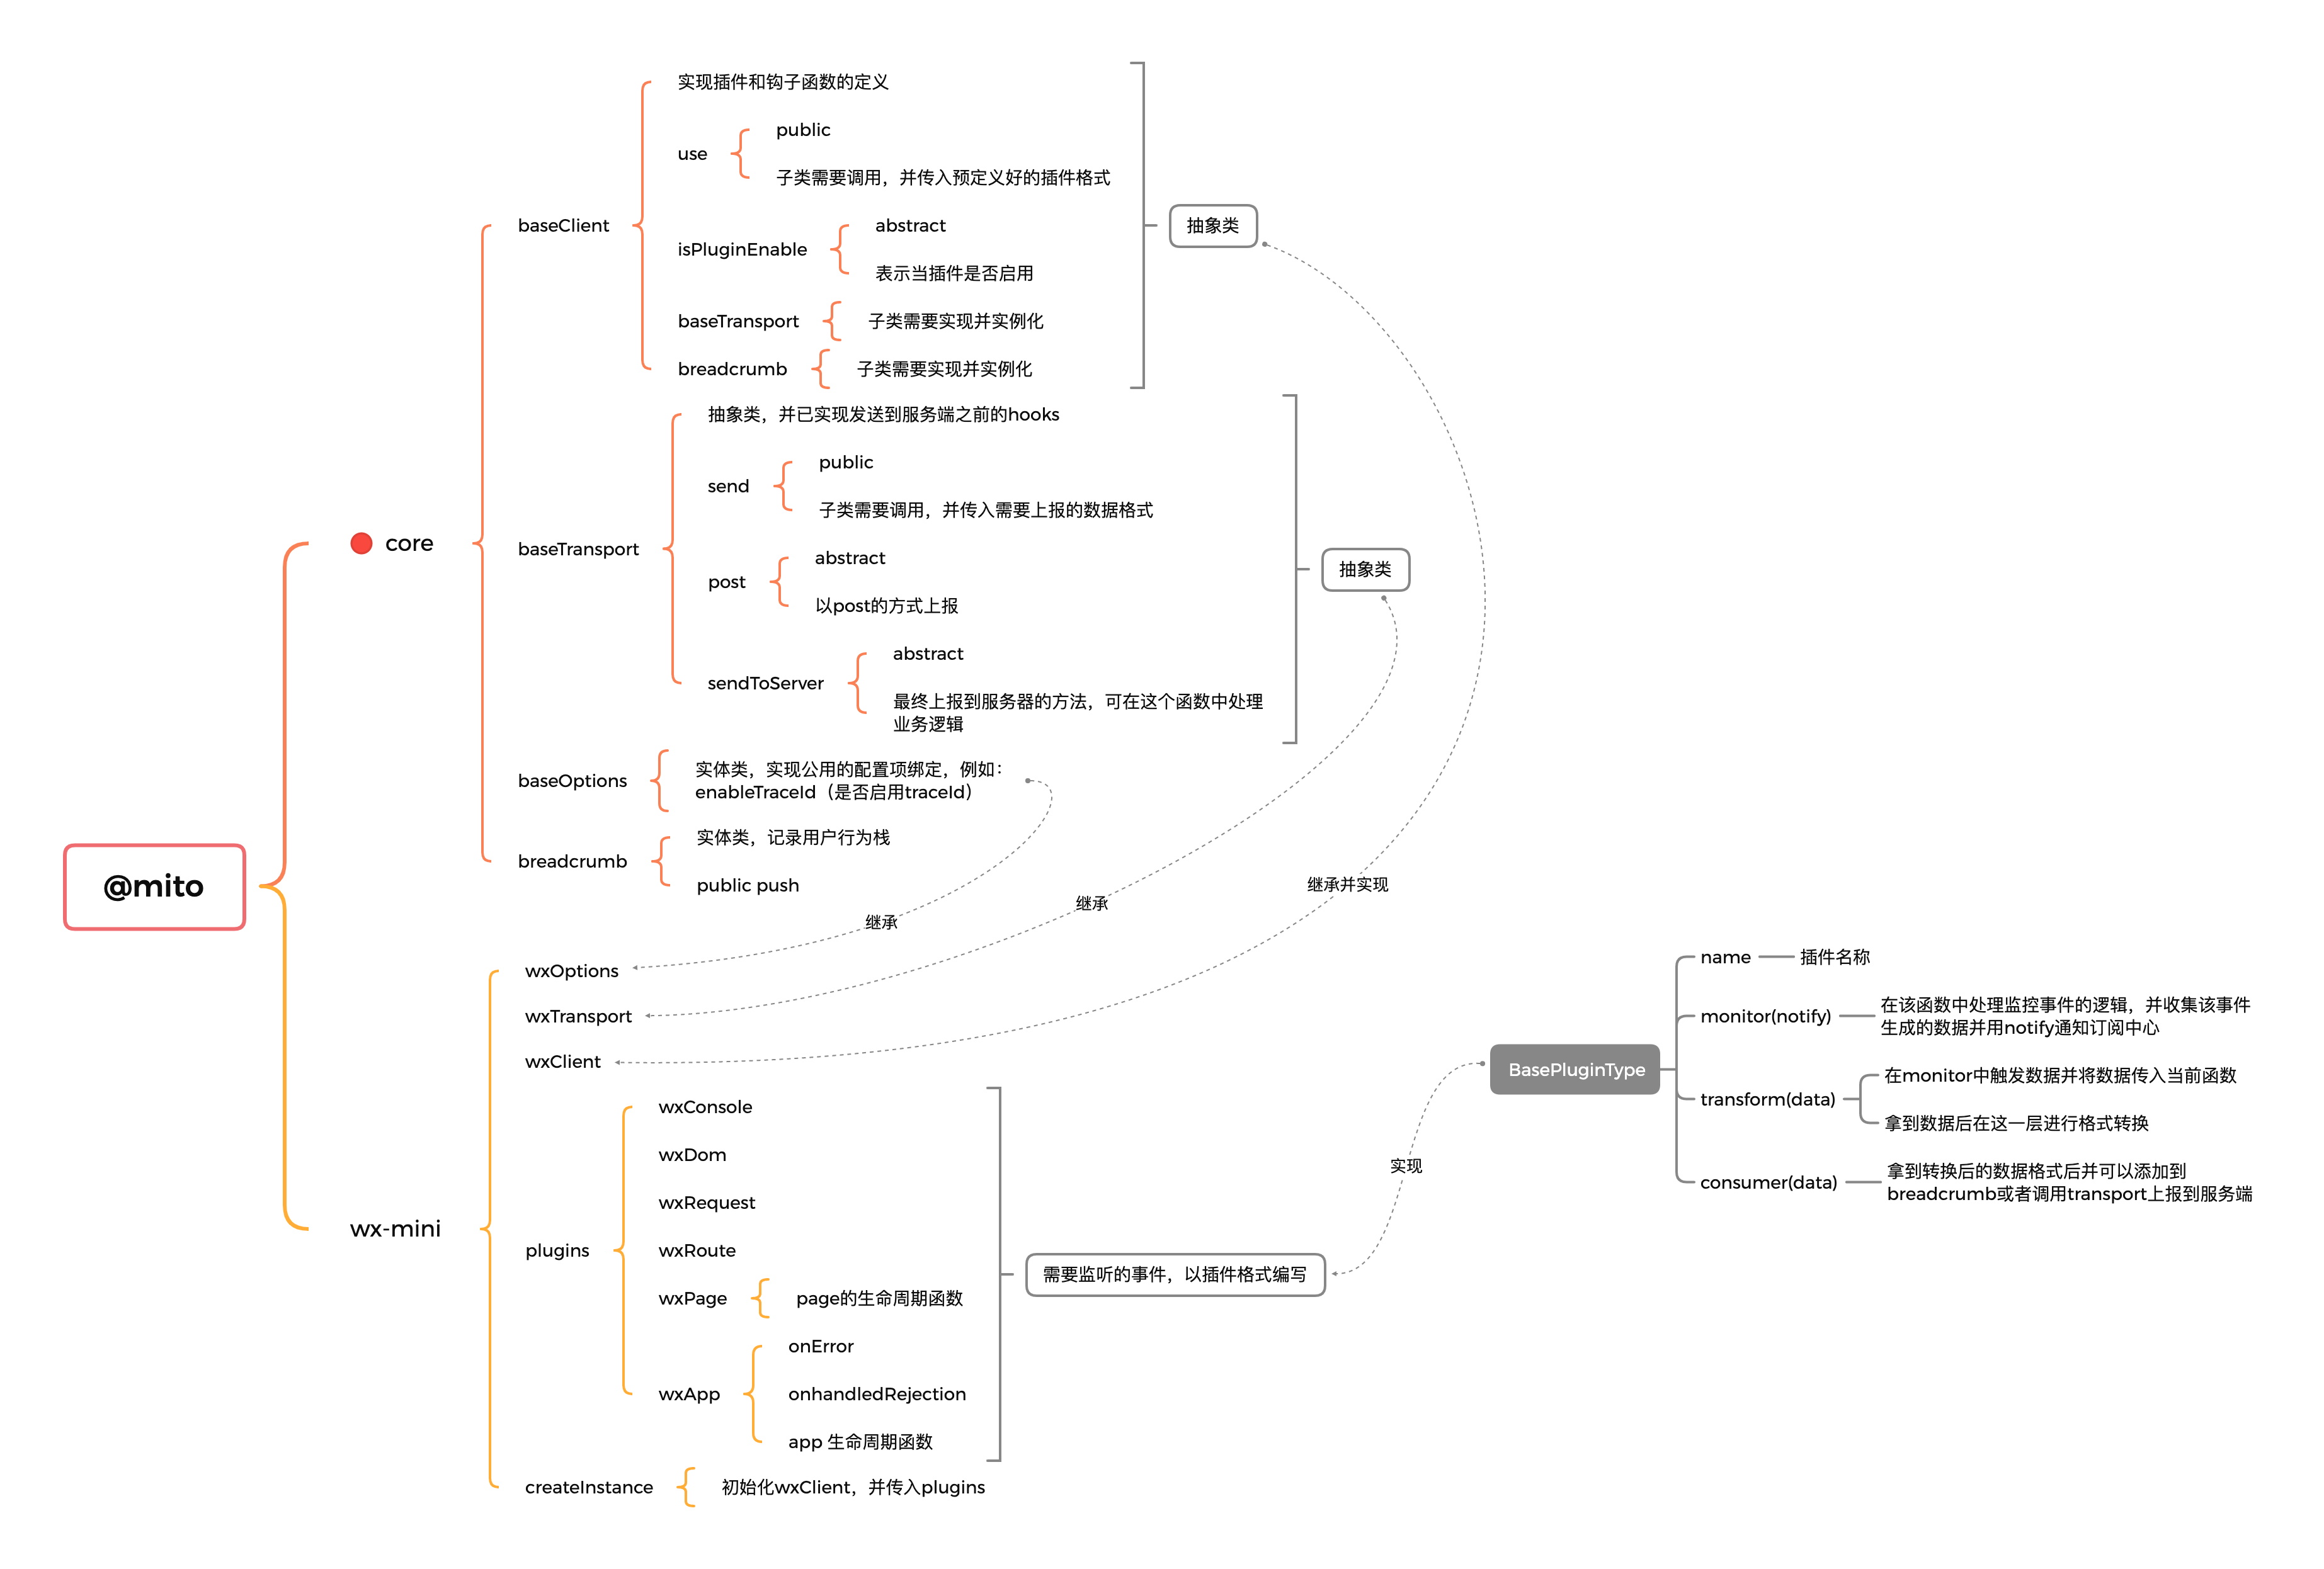 @mito
core
baseClient
实现插件和钩子函数的定义
use
public
子类需要调用，并传入预定义好的插件格式
isPluginEnable
abstract
表示当插件是否启用
baseTransport
子类需要实现并实例化
breadcrumb
子类需要实现并实例化
抽象类
baseTransport
抽象类，并已实现发送到服务端之前的hooks
send
public
子类需要调用，并传入需要上报的数据格式
post
abstract
以post的方式上报
sendToServer
abstract
最终上报到服务器的方法，可在这个函数中处理
业务逻辑
抽象类
baseOptions
实体类，实现公用的配置项绑定，例如：
enableTraceId（是否启用traceId）
breadcrumb
实体类，记录用户行为栈
public push
继承
继承
继承并实现
wx-mini
wxOptions
wxTransport
wxClient
plugins
wxConsole
wxDom
wxRequest
wxRoute
wxPage
page的生命周期函数
wxApp
onError
onhandledRejection
app 生命周期函数
需要监听的事件，以插件格式编写
createInstance
初始化wxClient，并传入plugins
实现
BasePluginType
name
插件名称
monitor(notify)
在该函数中处理监控事件的逻辑，并收集该事件
生成的数据并用notify通知订阅中心
transform(data)
在monitor中触发数据并将数据传入当前函数
拿到数据后在这一层进行格式转换
consumer(data)
拿到转换后的数据格式后并可以添加到
breadcrumb或者调用transport上报到服务端